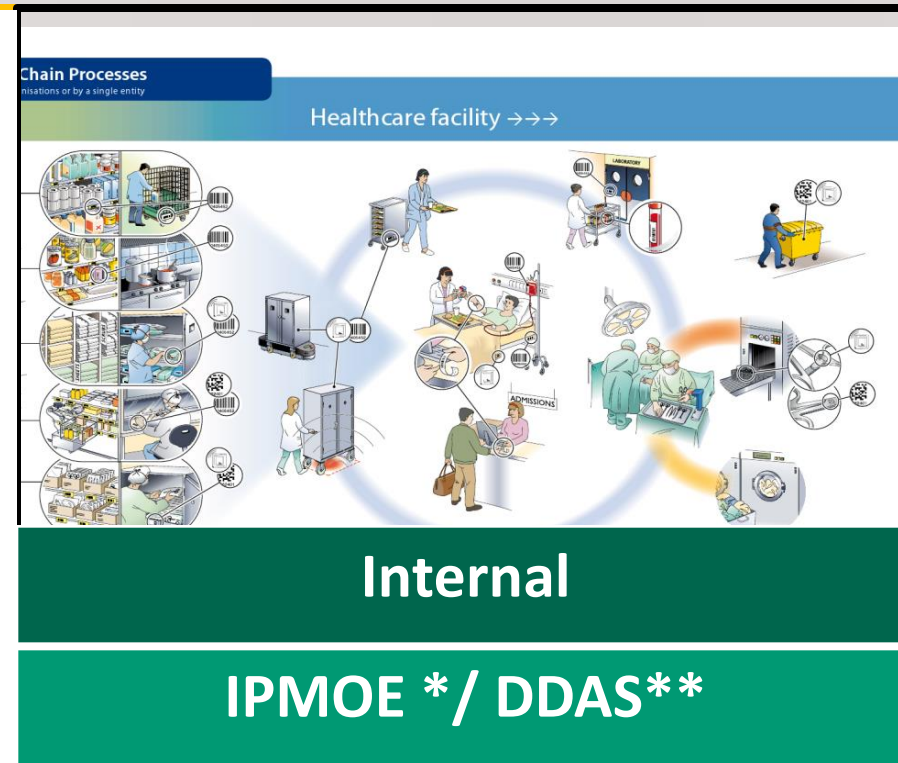 Chain Processes
nisations or by a single entity
Healthcare facility →→→
LABORATORY
ADMISSIONS
Internal
IPMOE */ DDAS**